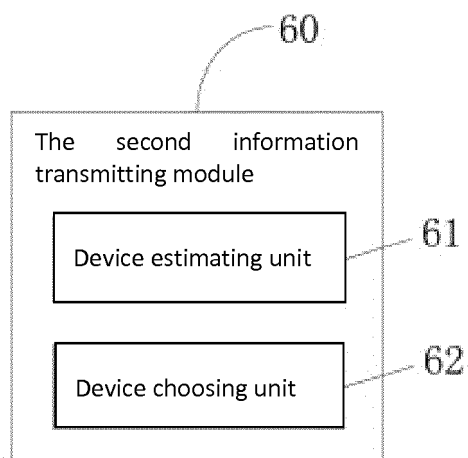 60
The second information
transmitting module
Device estimating unit
61
Device choosing unit
62